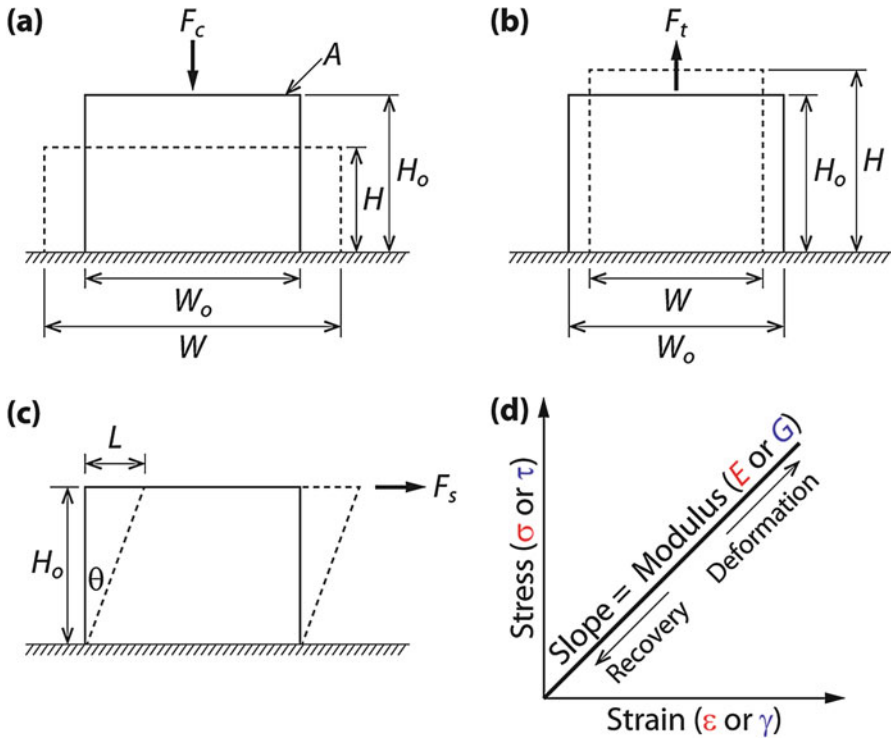 (a)
F_c
A
H
H_o
W_o
W
(b)
F_t
H_o
H
W
W_o
(c)
L
H_o
θ
F_s
(d)
Stress (σ or τ)
Slope = Modulus (E or G)
Deformation
Recovery
Strain (ε or γ)